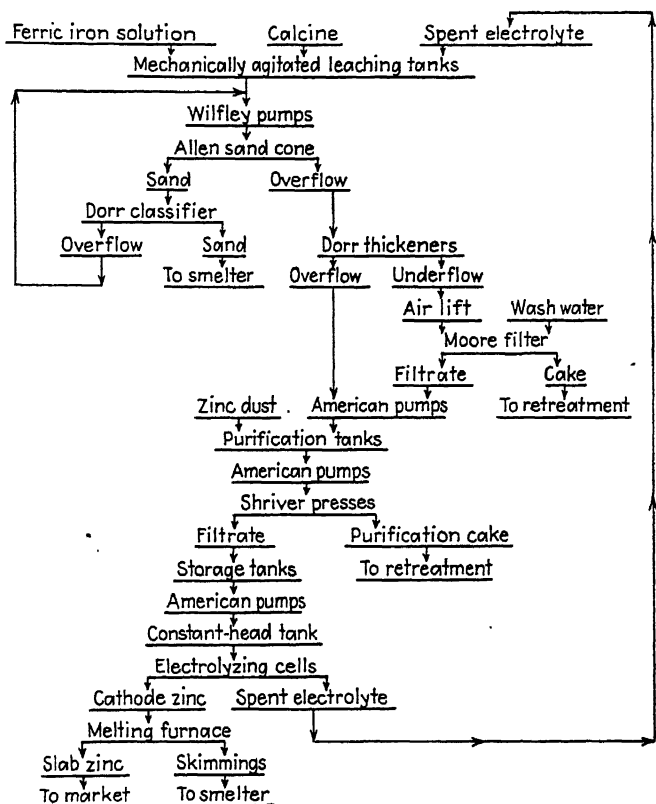 Ferric iron solution Calcine Spent electrolyte
Mechanically agitated leaching tanks
Wilfley pumps
Allen sand cone
Sand Overflow
Dorr classifier
Overflow Sand Dorr thickeners
To smelter Overflow Underflow
Air lift Wash water
Moore filter
Filtrate Cake
Zinc dust American pumps To retreatment
Purification tanks
American pumps
Shriver presses
Filtrate Purification cake
Storage tanks To retreatment
American pumps
Constant-head tank
Electrolyzing cells
Cathode zinc Spent electrolyte
Melting furnace
Slab zinc Skimmings
To market To smelter